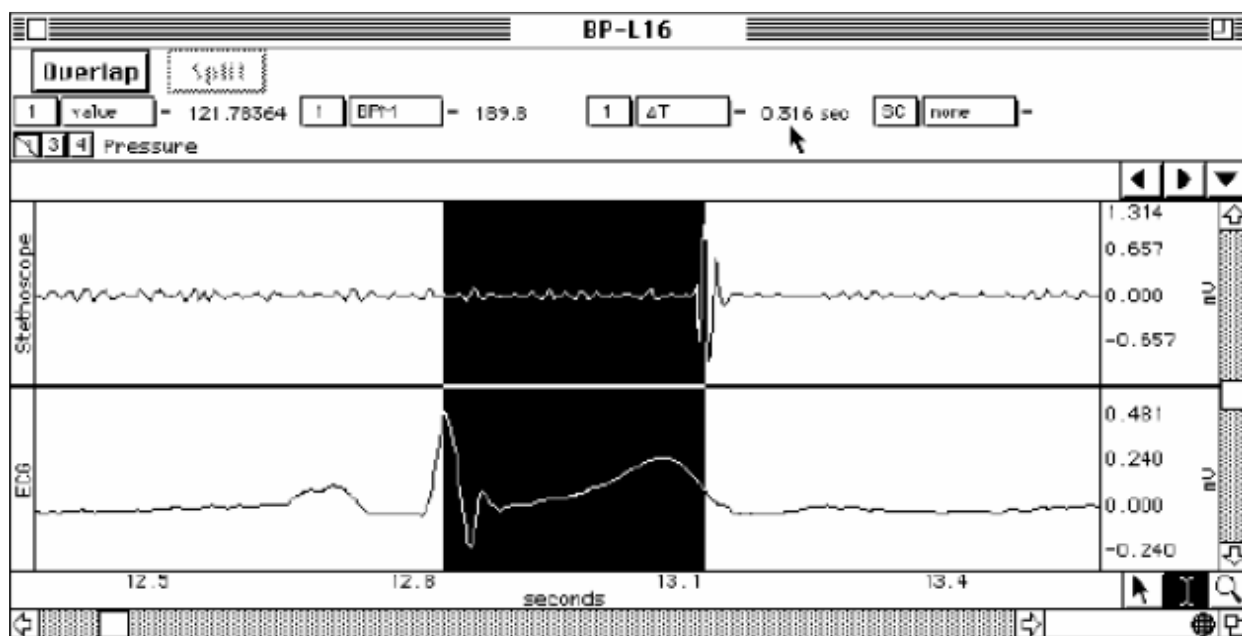 BP-L16
Overlap Split
1 value = 121.78364 1 BPM = 189.8 1 ΔT = 0.316 sec SC none =
3 4 Pressure
Stethoscope
1.314
0.657
0.000
-0.657
mV
ECG
0.481
0.240
0.000
-0.240
mV
12.5 12.8 13.1 13.4
seconds